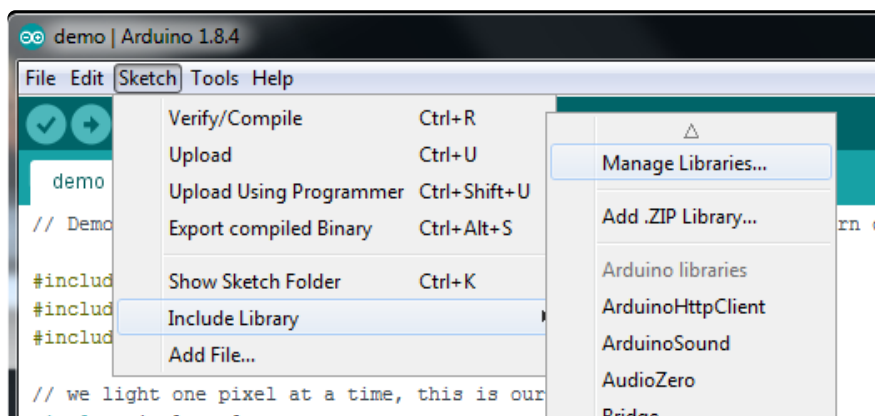 demo | Arduino 1.8.4
File Edit Sketch Tools Help
demo
Verify/Compile Ctrl+R
Upload Ctrl+U
Upload Using Programmer Ctrl+Shift+U
Export compiled Binary Ctrl+Alt+S
Show Sketch Folder Ctrl+K
Include Library
Add File...
Manage Libraries...
Add .ZIP Library...
Arduino libraries
ArduinoHttpClient
ArduinoSound
AudioZero
Bridge
// Demo
#includ
#includ
#includ
// we light one pixel at a time, this is our